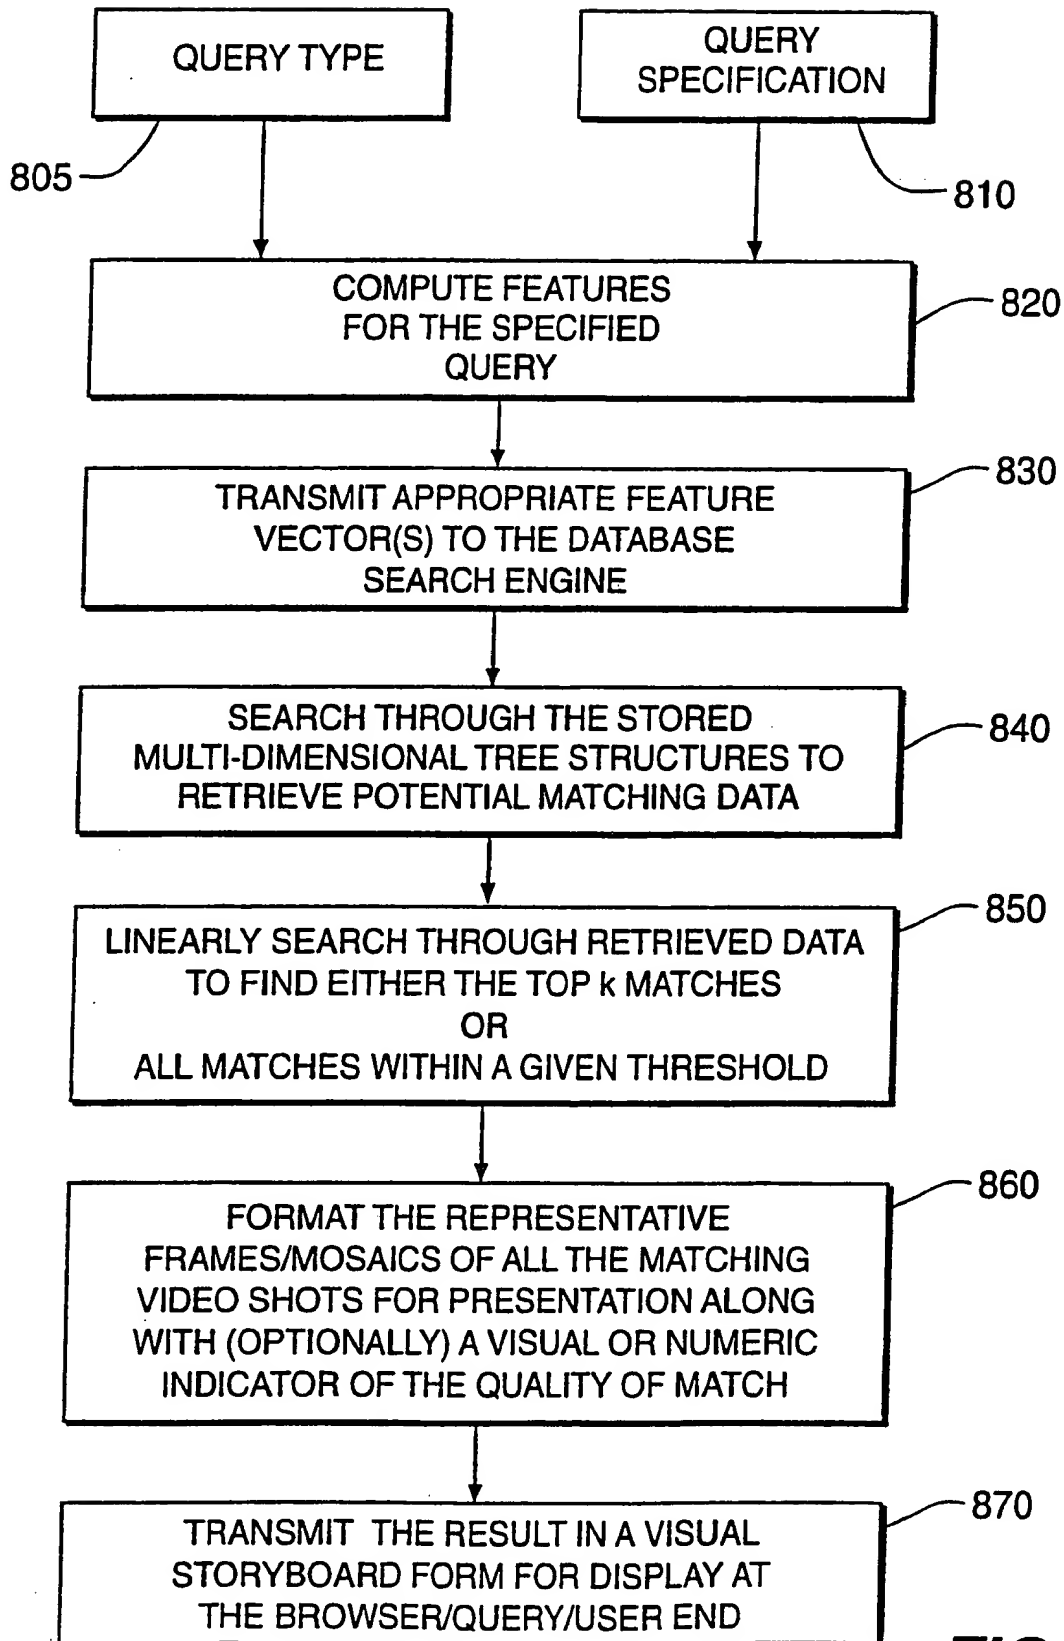 QUERY TYPE
QUERY
SPECIFICATION
805
810
COMPUTE FEATURES
FOR THE SPECIFIED
QUERY
820
TRANSMIT APPROPRIATE FEATURE
VECTOR(S) TO THE DATABASE
SEARCH ENGINE
830
SEARCH THROUGH THE STORED
MULTI-DIMENSIONAL TREE STRUCTURES TO
RETRIEVE POTENTIAL MATCHING DATA
840
LINEARLY SEARCH THROUGH RETRIEVED DATA
TO FIND EITHER THE TOP k MATCHES
OR
ALL MATCHES WITHIN A GIVEN THRESHOLD
850
FORMAT THE REPRESENTATIVE
FRAMES/MOSAICS OF ALL THE MATCHING
VIDEO SHOTS FOR PRESENTATION ALONG
WITH (OPTIONALLY) A VISUAL OR NUMERIC
INDICATOR OF THE QUALITY OF MATCH
860
TRANSMIT THE RESULT IN A VISUAL
STORYBOARD FORM FOR DISPLAY AT
THE BROWSER/QUERY/USER END
870